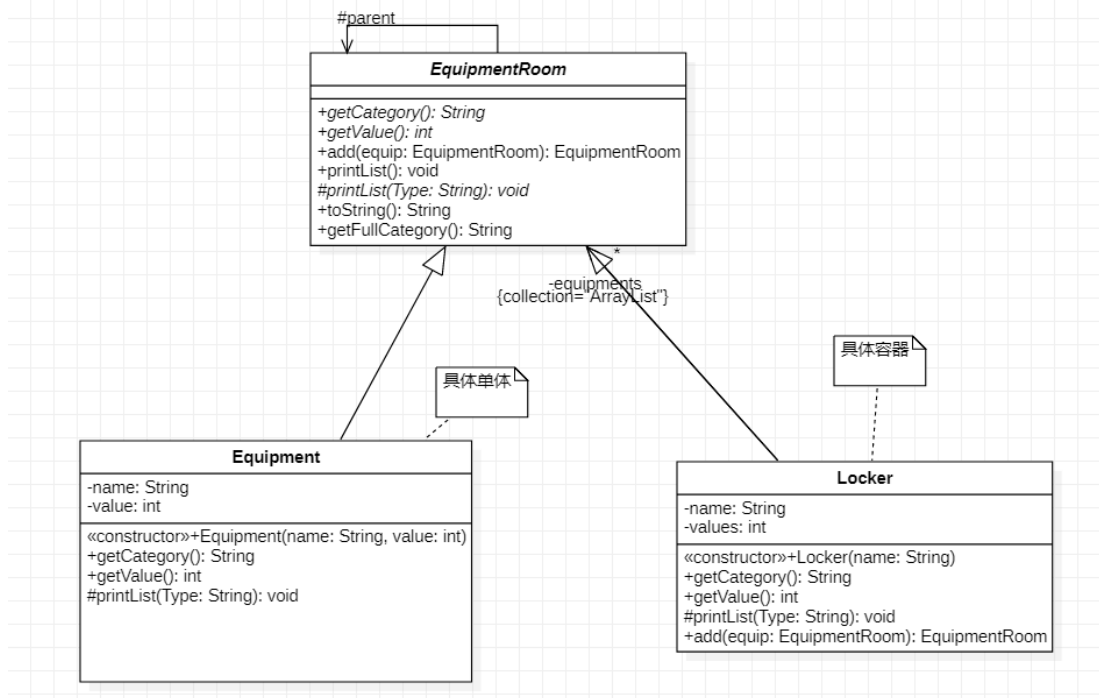 #parent
EquipmentRoom
+getCategory(): String
+getValue(): int
+add(equip: EquipmentRoom): EquipmentRoom
+printList(): void
#printList(Type: String): void
+toString(): String
+getFullCategory(): String
*
-equipments
{collection="ArrayList"}
具体容器
具体单体
Equipment
-name: String
-value: int
«constructor»+Equipment(name: String, value: int)
+getCategory(): String
+getValue(): int
#printList(Type: String): void
Locker
-name: String
-values: int
«constructor»+Locker(name: String)
+getCategory(): String
+getValue(): int
#printList(Type: String): void
+add(equip: EquipmentRoom): EquipmentRoom